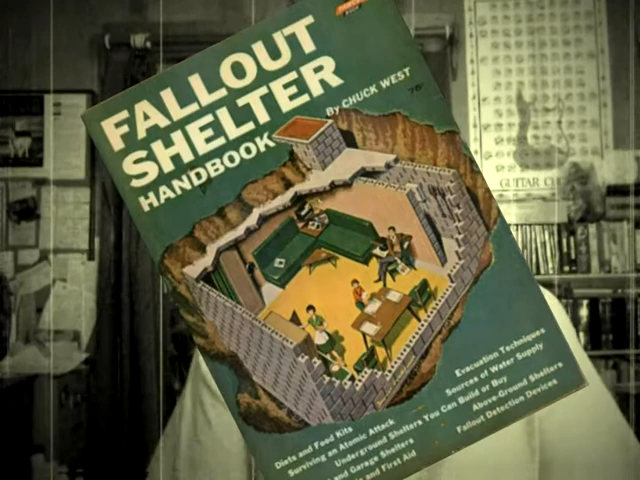 FALLOUT
SHELTER
HANDBOOK
By CHUCK WEST
Evacuation Techniques
Sources of Water Supply
Diets and Food Kits
Surviving an Atomic Attack
Underground Shelters You Can Build or Buy
Above-Ground Shelters
and Garage Shelters
Fallout Detection Devices
and First Aid
GUITAR